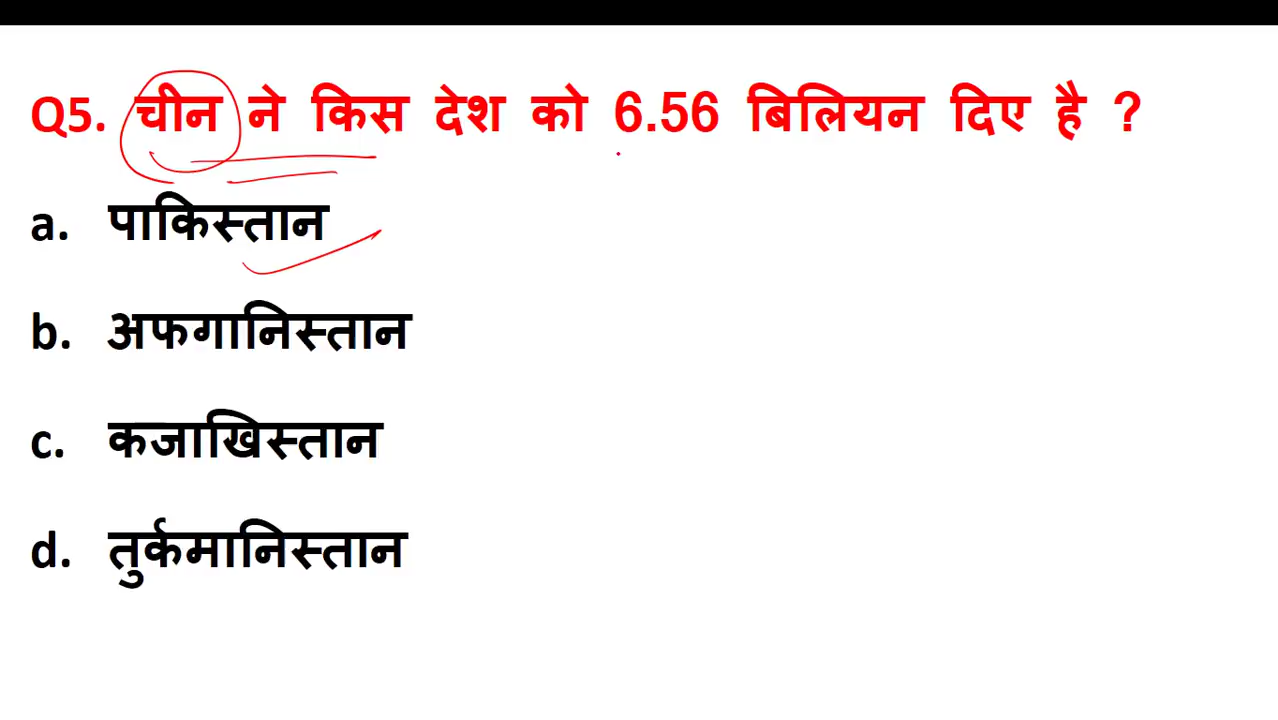 Q5. चीन ने किस देश को 6.56 बिलियन दिए है ?
a. पाकिस्तान
b. अफगानिस्तान
c. कजाखिस्तान
d. तुर्कमानिस्तान